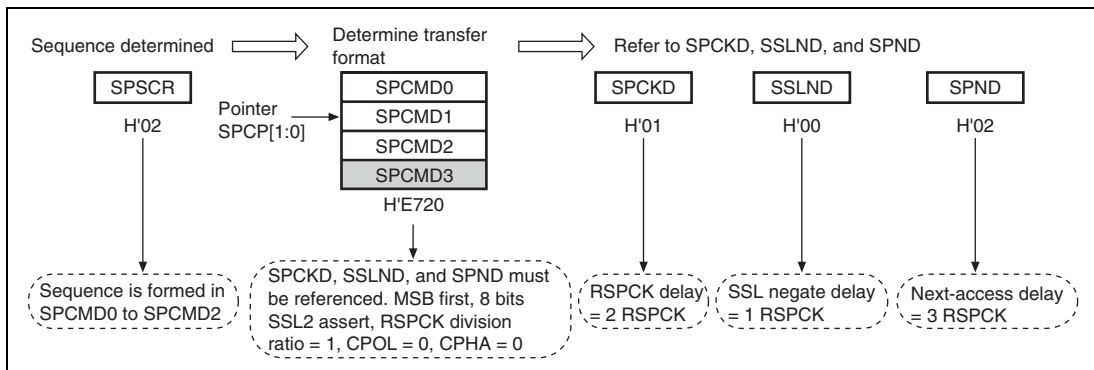 Sequence determined
Determine transfer
format
Refer to SPCKD, SSLND, and SPND
SPSCR
H'02
Pointer
SPCP[1:0]
SPCMD0
SPCMD1
SPCMD2
SPCMD3
H'E720
SPCKD
H'01
SSLND
H'00
SPND
H'02
Sequence is formed in
SPCMD0 to SPCMD2
SPCKD, SSLND, and SPND must
be referenced. MSB first, 8 bits
SSL2 assert, RSPCK division
ratio = 1, CPOL = 0, CPHA = 0
RSPCK delay
= 2 RSPCK
SSL negate delay
= 1 RSPCK
Next-access delay
= 3 RSPCK